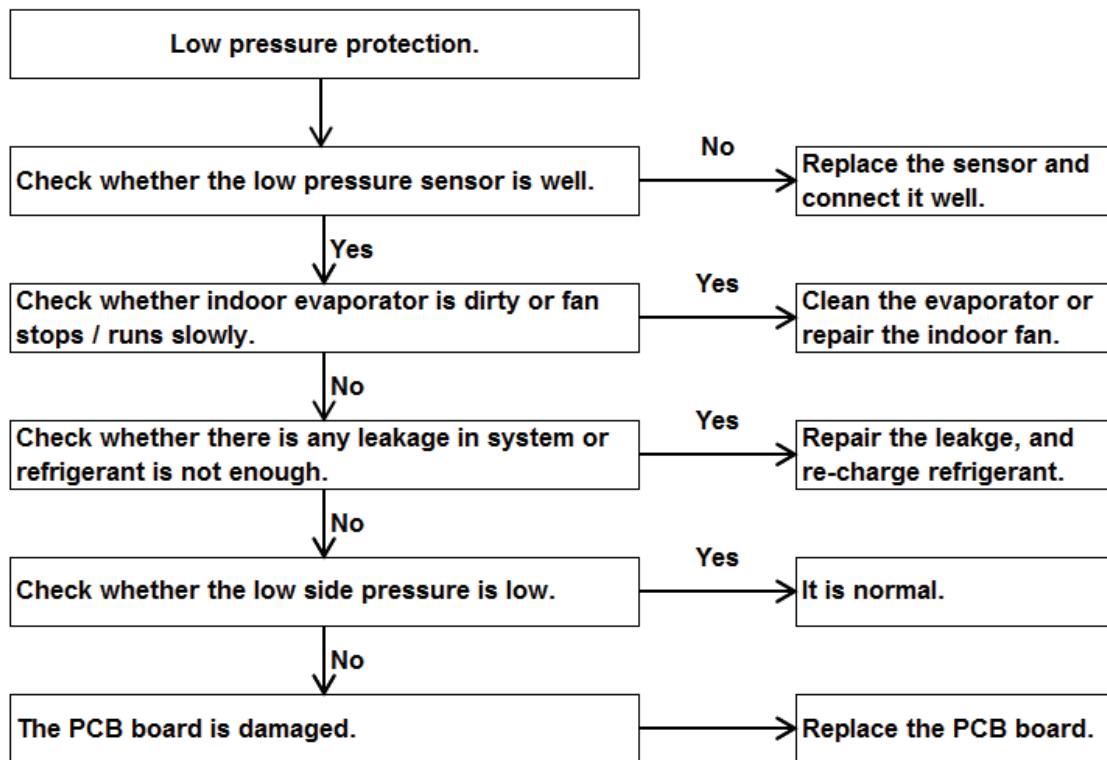 Low pressure protection.
No
Check whether the low pressure sensor is well.
Replace the sensor and
connect it well.
Yes
Check whether indoor evaporator is dirty or fan
stops / runs slowly.
Yes
Clean the evaporator or
repair the indoor fan.
No
Check whether there is any leakage in system or
refrigerant is not enough.
Yes
Repair the leakge, and
re-charge refrigerant.
No
Check whether the low side pressure is low.
Yes
It is normal.
No
The PCB board is damaged.
Replace the PCB board.